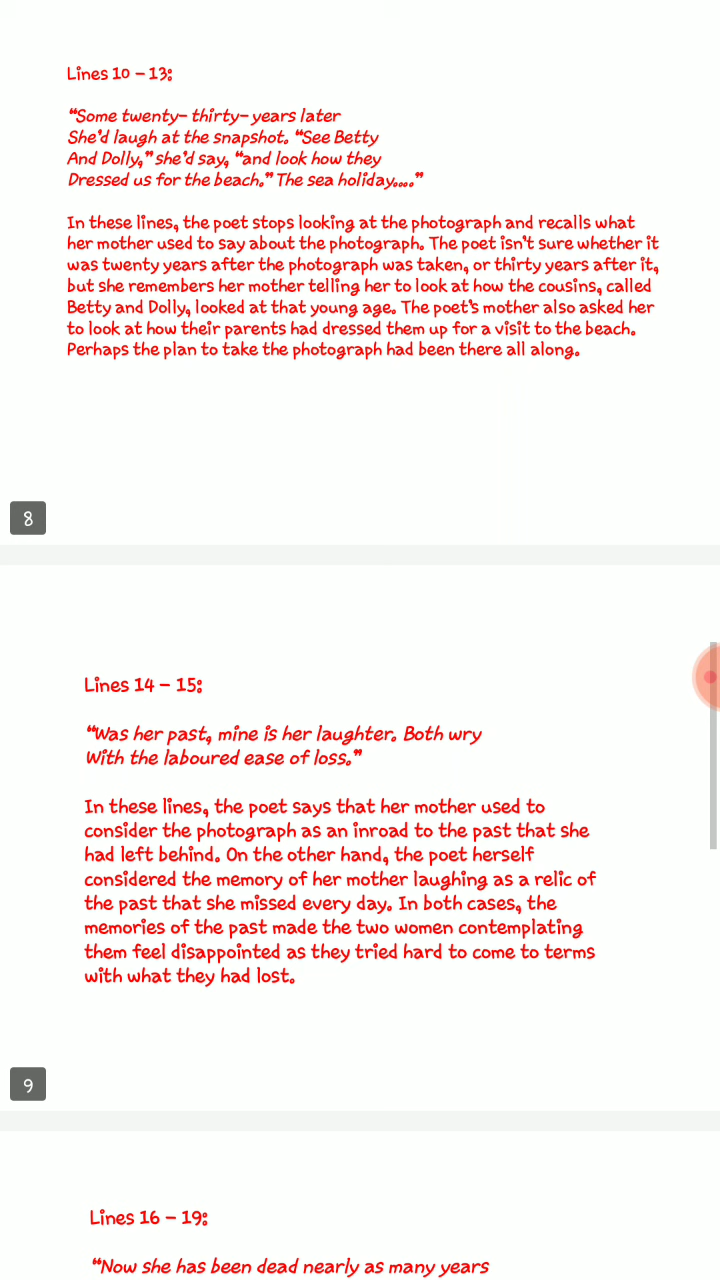 Lines 10 – 13:
“Some twenty- thirty- years later
She’d laugh at the snapshot. “See Betty
And Dolly,” she’d say, “and look how they
Dressed us for the beach.” The sea holiday....”
In these lines, the poet stops looking at the photograph and recalls what
her mother used to say about the photograph. The poet isn’t sure whether it
was twenty years after the photograph was taken, or thirty years after it,
but she remembers her mother telling her to look at how the cousins, called
Betty and Dolly, looked at that young age. The poet’s mother also asked her
to look at how their parents had dressed them up for a visit to the beach.
Perhaps the plan to take the photograph had been there all along.
8
Lines 14 – 15:
“Was her past, mine is her laughter. Both wry
With the laboured ease of loss.”
In these lines, the poet says that her mother used to
consider the photograph as an inroad to the past that she
had left behind. On the other hand, the poet herself
considered the memory of her mother laughing as a relic of
the past that she missed every day. In both cases, the
memories of the past made the two women contemplating
them feel disappointed as they tried hard to come to terms
with what they had lost.
9
Lines 16 – 19:
“Now she has been dead nearly as many years